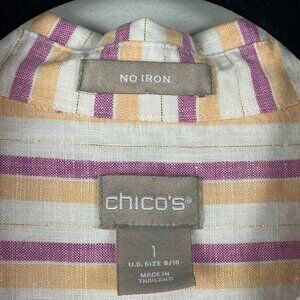 NO IRON
chico's®
1
U.S. SIZE 8/10
MADE IN
THAILAND